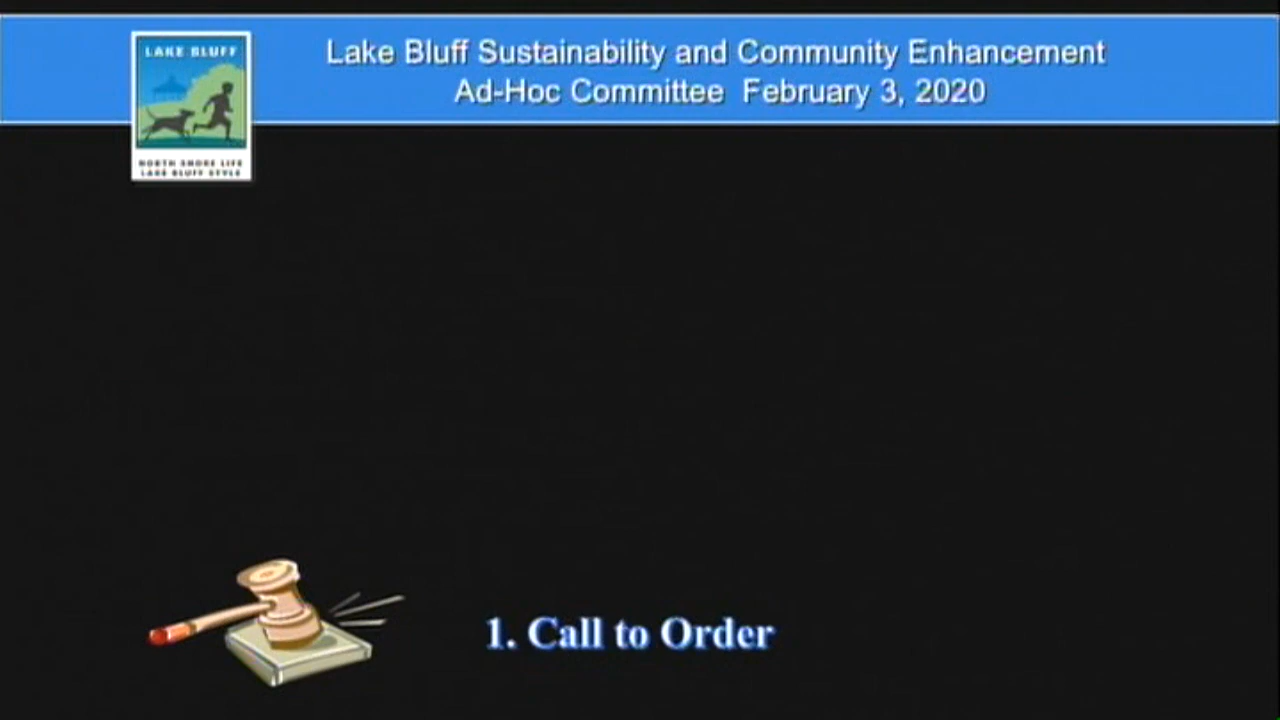 LAKE BLUFF
NORTH SHORE LIFE
LAKE BLUFF STYLE
Lake Bluff Sustainability and Community Enhancement
Ad-Hoc Committee February 3, 2020
1. Call to Order